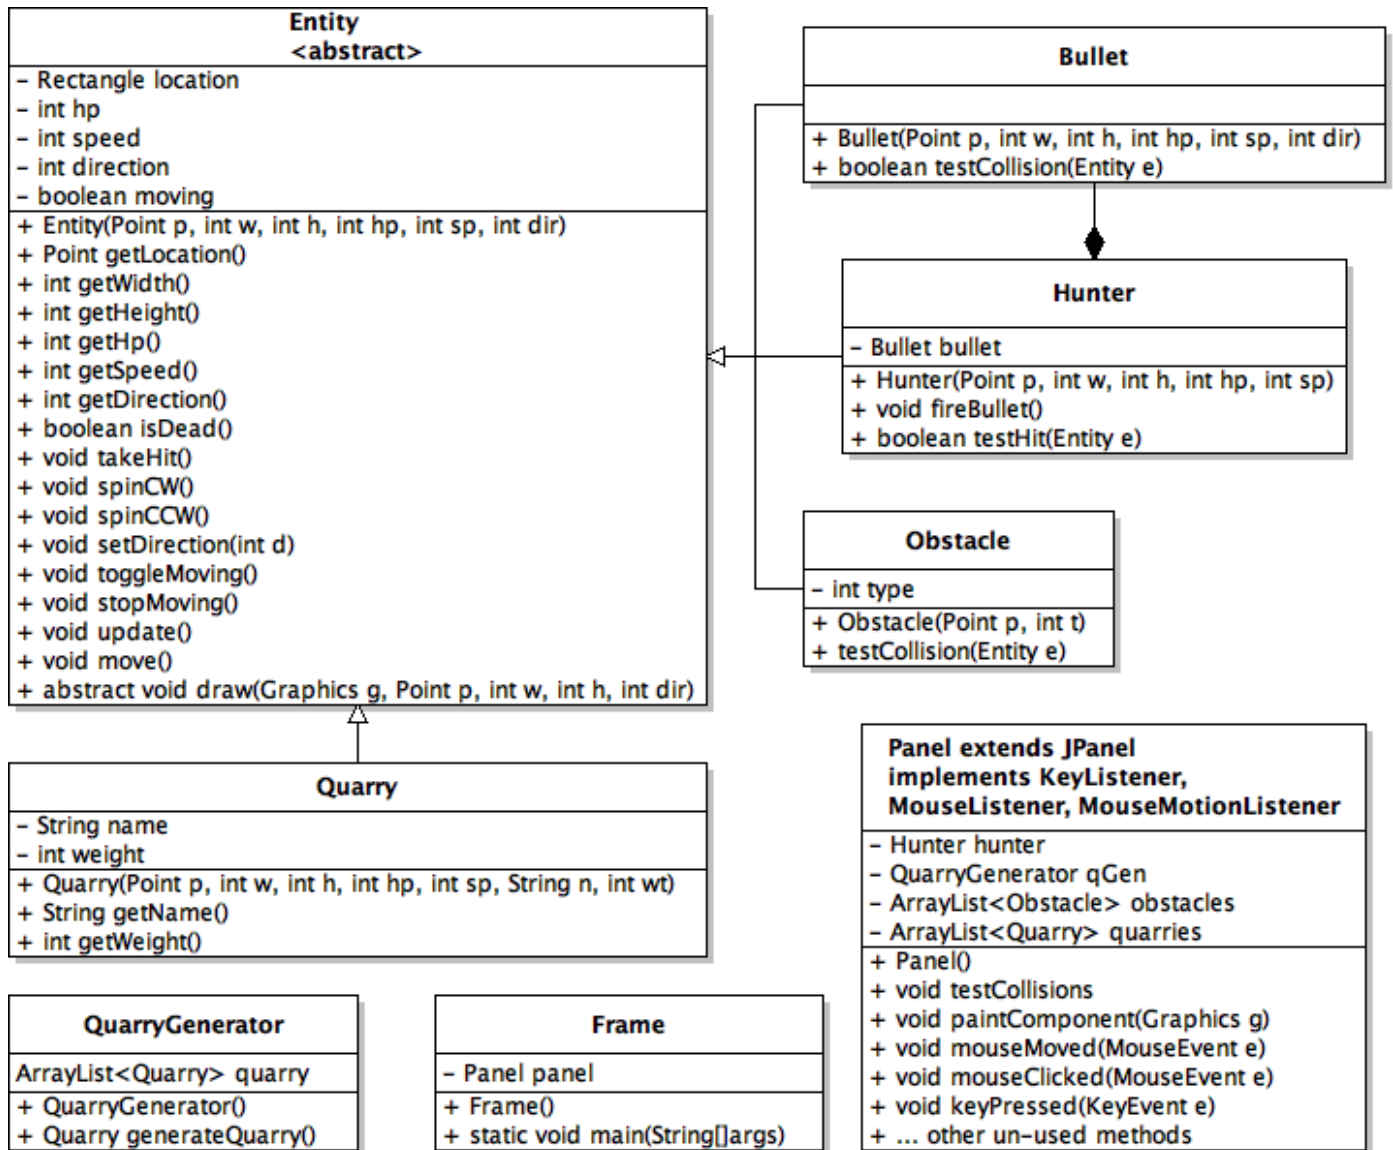 Entity
<abstract>
– Rectangle location
– int hp
– int speed
– int direction
– boolean moving
+ Entity(Point p, int w, int h, int hp, int sp, int dir)
+ Point getLocation()
+ int getWidth()
+ int getHeight()
+ int getHp()
+ int getSpeed()
+ int getDirection()
+ boolean isDead()
+ void takeHit()
+ void spinCW()
+ void spinCCW()
+ void setDirection(int d)
+ void toggleMoving()
+ void stopMoving()
+ void update()
+ void move()
+ abstract void draw(Graphics g, Point p, int w, int h, int dir)
Bullet
+ Bullet(Point p, int w, int h, int hp, int sp, int dir)
+ boolean testCollision(Entity e)
Hunter
– Bullet bullet
+ Hunter(Point p, int w, int h, int hp, int sp)
+ void fireBullet()
+ boolean testHit(Entity e)
Obstacle
– int type
+ Obstacle(Point p, int t)
+ testCollision(Entity e)
Quarry
– String name
– int weight
+ Quarry(Point p, int w, int h, int hp, int sp, String n, int wt)
+ String getName()
+ int getWeight()
Panel extends JPanel
implements KeyListener,
MouseListener, MouseMotionListener
– Hunter hunter
– QuarryGenerator qGen
– ArrayList<Obstacle> obstacles
– ArrayList<Quarry> quarries
+ Panel()
+ void testCollisions
+ void paintComponent(Graphics g)
+ void mouseMoved(MouseEvent e)
+ void mouseClicked(MouseEvent e)
+ void keyPressed(KeyEvent e)
+ ... other un–used methods
QuarryGenerator
ArrayList<Quarry> quarry
+ QuarryGenerator()
+ Quarry generateQuarry()
Frame
– Panel panel
+ Frame()
+ static void main(String[]args)